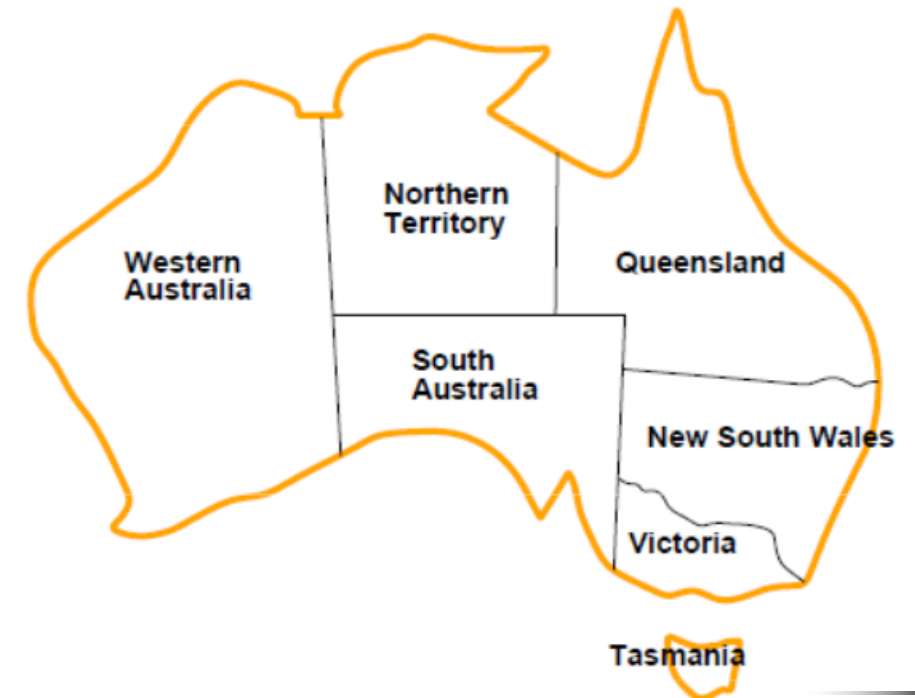 Northern
Territory
Western
Australia
Queensland
South
Australia
New South Wales
Victoria
Tasmania